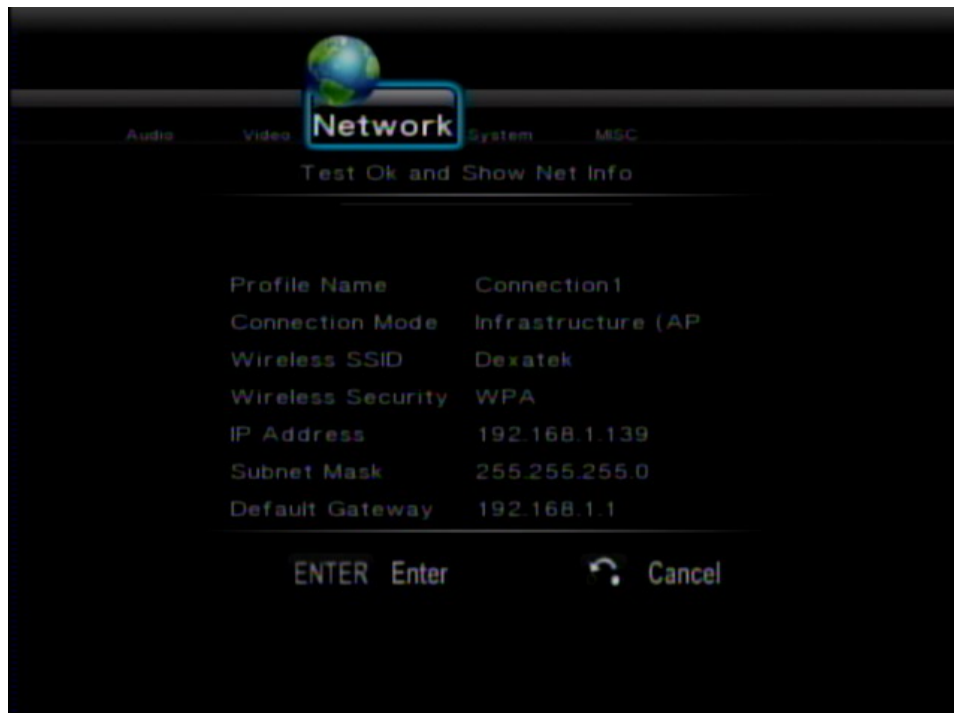 Audio Video Network System MISC
Test Ok and Show Net Info
Profile Name Connection1
Connection Mode Infrastructure (AP
Wireless SSID Dexatek
Wireless Security WPA
IP Address 192.168.1.139
Subnet Mask 255.255.255.0
Default Gateway 192.168.1.1
ENTER Enter Cancel